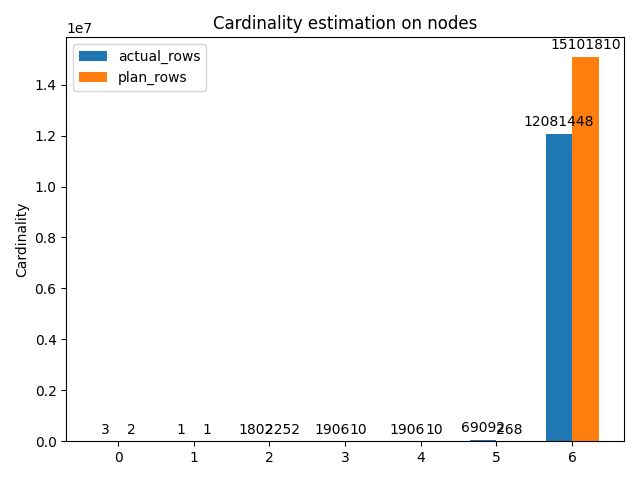 Cardinality estimation on nodes
1e7
actual_rows
plan_rows
15101810
12081448
1.4
1.2
1.0
0.8
0.6
0.4
0.2
0.0
Cardinality
3 2 1 1 1802 2252 1906 10 1906 10 69092 268
0 1 2 3 4 5 6